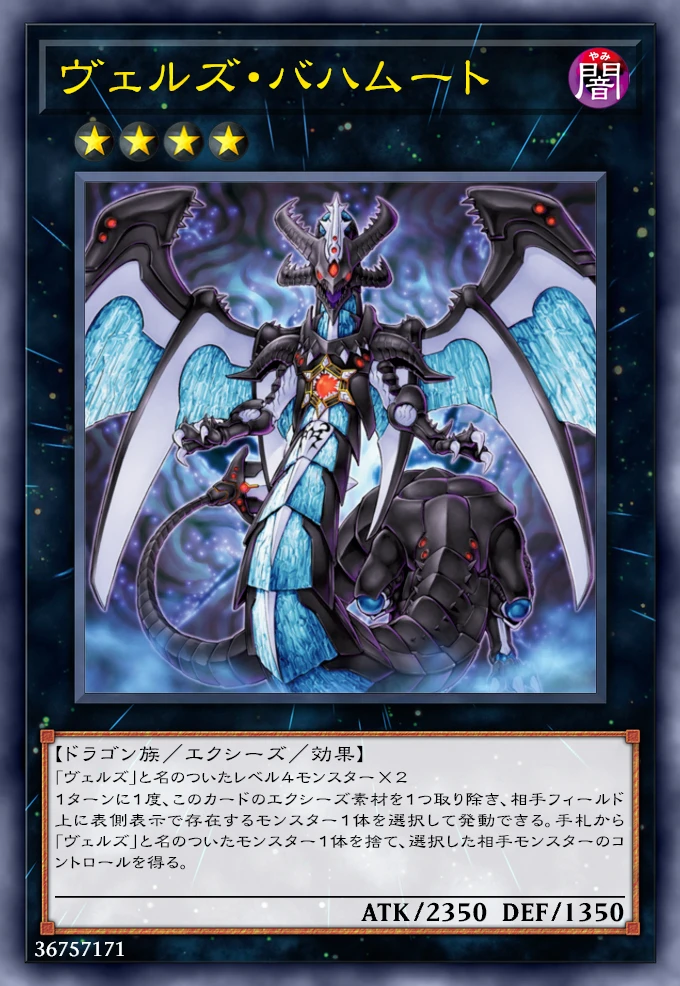 ヴェルズ・バハムート
やみ
闇
【ドラゴン族／エクシーズ／効果】
「ヴェルズ」と名のついたレベル４モンスター×２
１ターンに１度、このカードのエクシーズ素材を１つ取り除き、相手フィールド
上に表側表示で存在するモンスター１体を選択して発動できる。手札から
「ヴェルズ」と名のついたモンスター１体を捨て、選択した相手モンスターのコ
ントロールを得る。
ATK/2350 DEF/1350
36757171